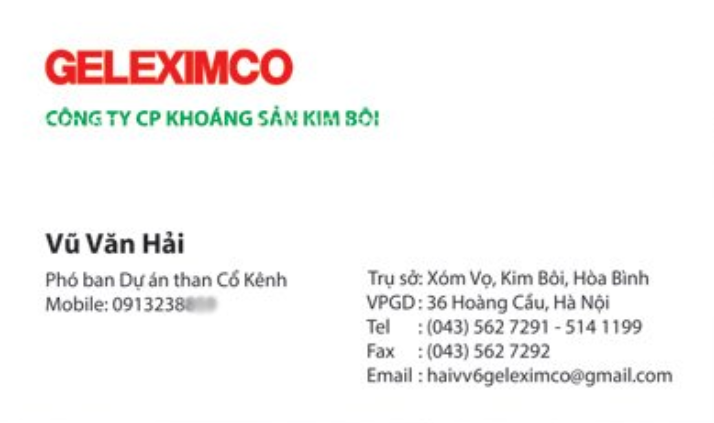 GELEXIMCO
CÔNG TY CP KHOÁNG SẢN KIM BÔI
Vũ Văn Hải
Phó ban Dự án than Cổ Kênh
Mobile: 0913238
Trụ sở: Xóm Vọ, Kim Bôi, Hòa Bình
VPGD: 36 Hoàng Cầu, Hà Nội
Tel : (043) 562 7291 - 514 1199
Fax : (043) 562 7292
Email : haivv6geleximco@gmail.com